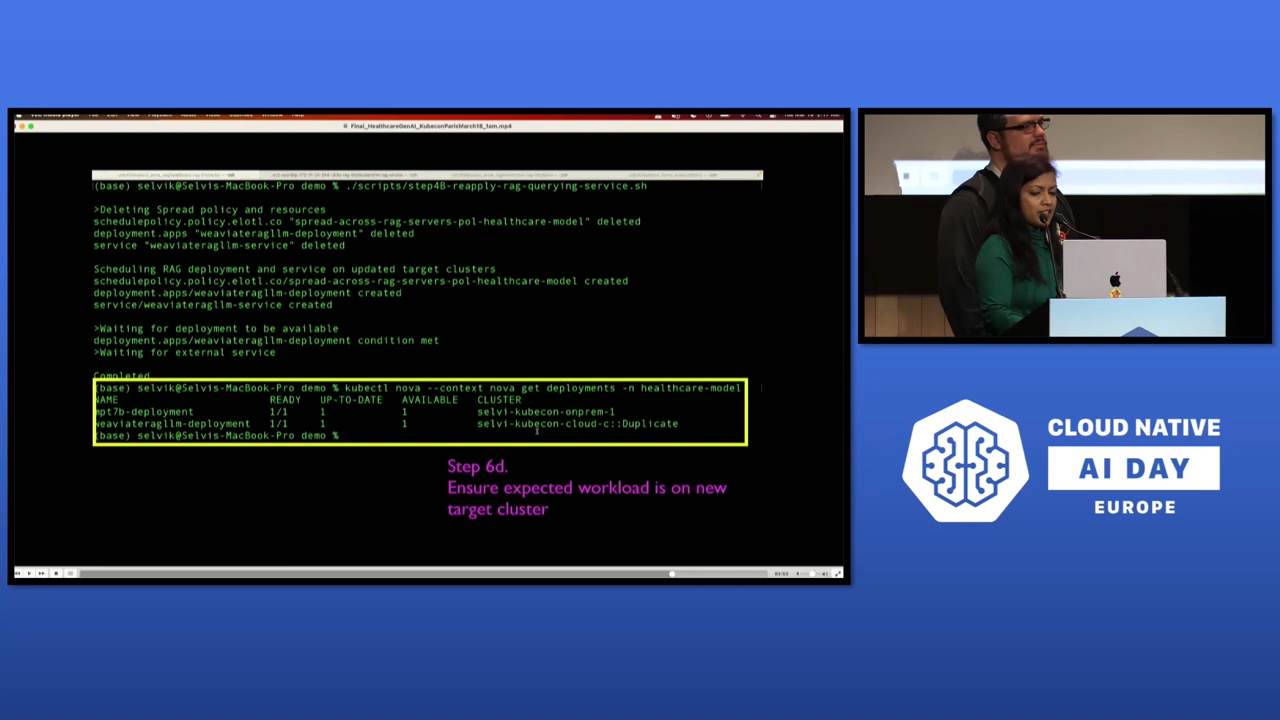 Final_HealthcareGenAI_KubeconParisMarch18_1am.mp4
(base) selvik@Selvis-MacBook-Pro demo % ./scripts/step4B-reapply-rag-querying-service.sh
>Deleting Spread policy and resources
schedulepolicy.policy.elotl.co "spread-across-rag-servers-pol-healthcare-model" deleted
deployment.apps "weaviateragllm-deployment" deleted
service "weaviateragllm-service" deleted
Scheduling RAG deployment and service on updated target clusters
schedulepolicy.policy.elotl.co/spread-across-rag-servers-pol-healthcare-model created
deployment.apps/weaviateragllm-deployment created
service/weaviateragllm-service created
>Waiting for deployment to be available
deployment.apps/weaviateragllm-deployment condition met
>Waiting for external service
Completed
(base) selvik@Selvis-MacBook-Pro demo % kubectl nova --context nova get deployments -n healthcare-model
NAME READY UP-TO-DATE AVAILABLE CLUSTER
mpt7b-deployment 1/1 1 1 selvi-kubecon-onprem-1
weaviateragllm-deployment 1/1 1 1 selvi-kubecon-cloud-c::Duplicate
(base) selvik@Selvis-MacBook-Pro demo %
Step 6d.
Ensure expected workload is on new
target cluster
CLOUD NATIVE
AI DAY
EUROPE